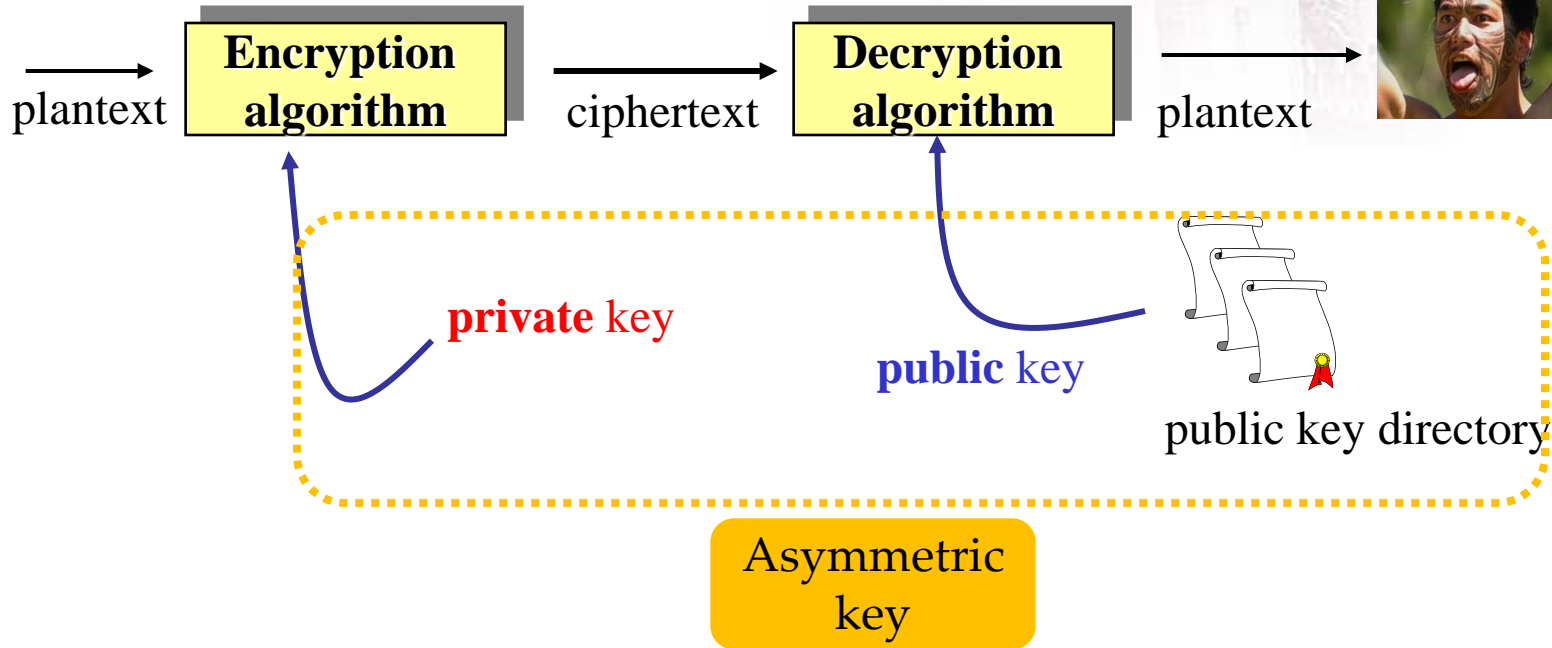 Encryption
algorithm
Decryption
algorithm
plantext
ciphertext
plantext
private key
public key
public key directory
Asymmetric
key